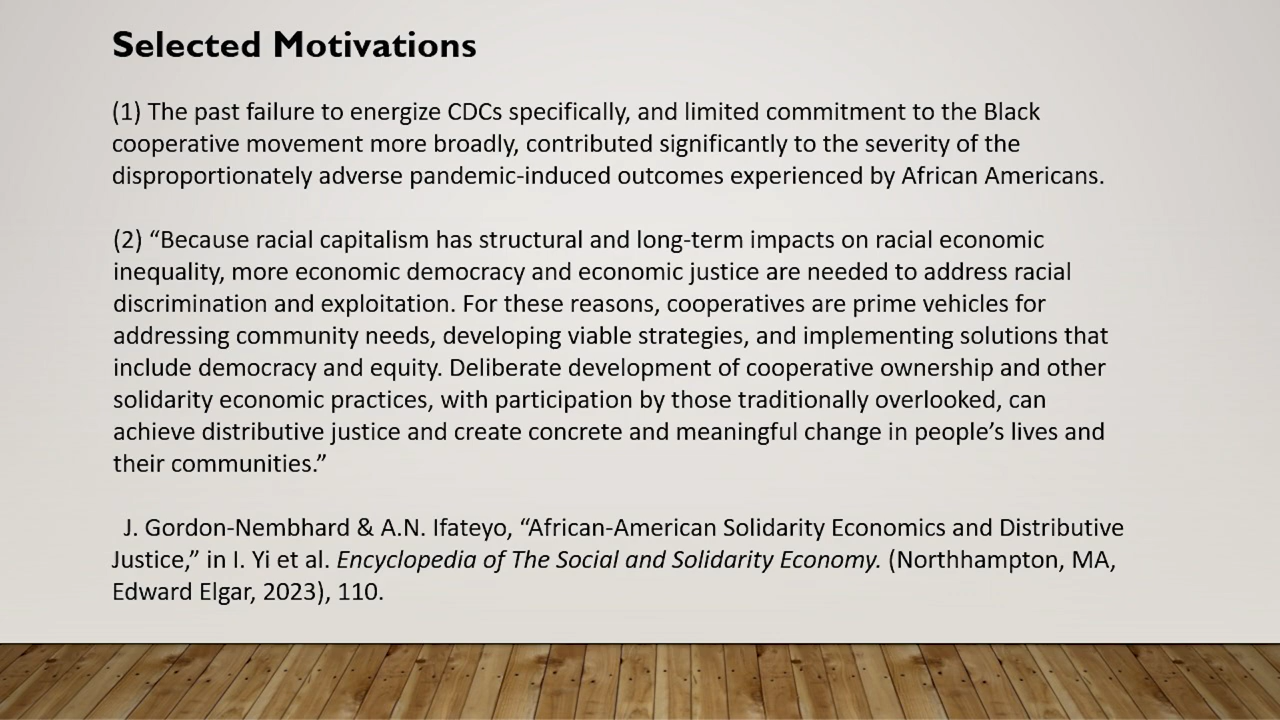 Selected Motivations
(1) The past failure to energize CDCs specifically, and limited commitment to the Black
cooperative movement more broadly, contributed significantly to the severity of the
disproportionately adverse pandemic-induced outcomes experienced by African Americans.
(2) “Because racial capitalism has structural and long-term impacts on racial economic
inequality, more economic democracy and economic justice are needed to address racial
discrimination and exploitation. For these reasons, cooperatives are prime vehicles for
addressing community needs, developing viable strategies, and implementing solutions that
include democracy and equity. Deliberate development of cooperative ownership and other
solidarity economic practices, with participation by those traditionally overlooked, can
achieve distributive justice and create concrete and meaningful change in people’s lives and
their communities.”
J. Gordon-Nembhard & A.N. Ifateyo, “African-American Solidarity Economics and Distributive
Justice,” in I. Yi et al. Encyclopedia of The Social and Solidarity Economy. (Northhampton, MA,
Edward Elgar, 2023), 110.